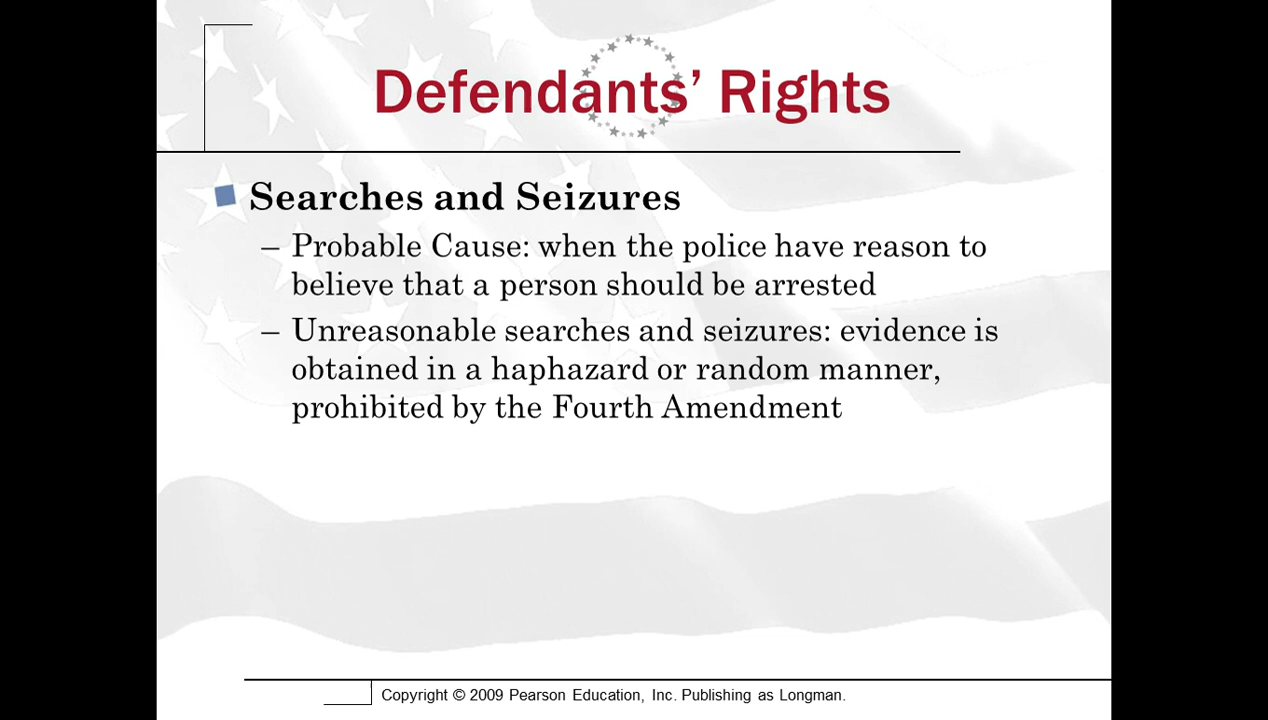 Defendants’ Rights
Searches and Seizures
– Probable Cause: when the police have reason to
believe that a person should be arrested
– Unreasonable searches and seizures: evidence is
obtained in a haphazard or random manner,
prohibited by the Fourth Amendment
Copyright © 2009 Pearson Education, Inc. Publishing as Longman.